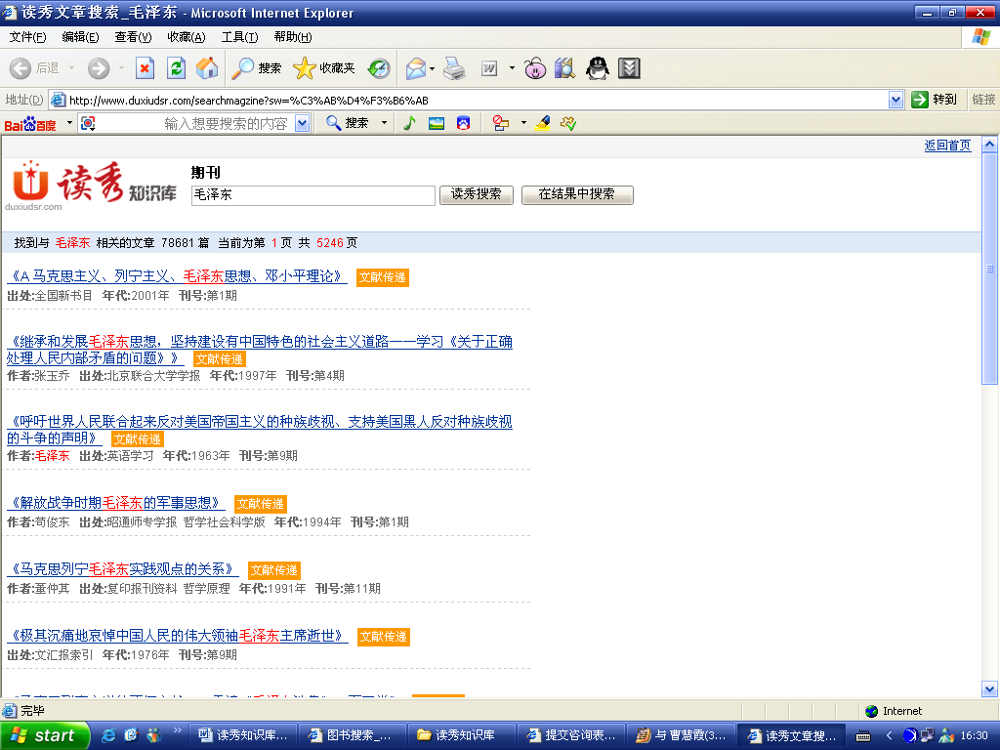 读秀文章搜索_毛泽东 - Microsoft Internet Explorer
文件(F) 编辑(E) 查看(V) 收藏(A) 工具(T) 帮助(H)
后退 搜索 收藏夹
地址(D) http://www.duxiudsr.com/searchmagzine?sw=%C3%AB%D4%F3%B6%AB 转到 链接
Bai百度 输入想要搜索的内容 搜索
返回首页
读秀知识库
duxiudsr.com
期刊
毛泽东 读秀搜索 在结果中搜索
找到与 毛泽东 相关的文章 78681 篇 当前为第 1 页 共 5246 页
《A 马克思主义、列宁主义、毛泽东思想、邓小平理论》 文献传递
出处:全国新书目 年代:2001年 刊号:第1期
《继承和发展毛泽东思想，坚持建设有中国特色的社会主义道路——学习《关于正确
处理人民内部矛盾的问题》》 文献传递
作者:张玉乔 出处:北京联合大学学报 年代:1997年 刊号:第4期
《呼吁世界人民联合起来反对美国帝国主义的种族歧视、支持美国黑人反对种族歧视
的斗争的声明》 文献传递
作者:毛泽东 出处:英语学习 年代:1963年 刊号:第9期
《解放战争时期毛泽东的军事思想》 文献传递
作者:苟俊东 出处:昭通师专学报 哲学社会科学版 年代:1994年 刊号:第1期
《马克思列宁毛泽东实践观点的关系》 文献传递
作者:董仲其 出处:复印报刊资料 哲学原理 年代:1991年 刊号:第11期
《极其沉痛地哀悼中国人民的伟大领袖毛泽东主席逝世》 文献传递
出处:文汇报索引 年代:1976年 刊号:第9期
完毕 Internet
start 读秀知识库... 图书搜索_... 读秀知识库 提交咨询表... 与 曹慧霞(3... 读秀文章搜... 16:30